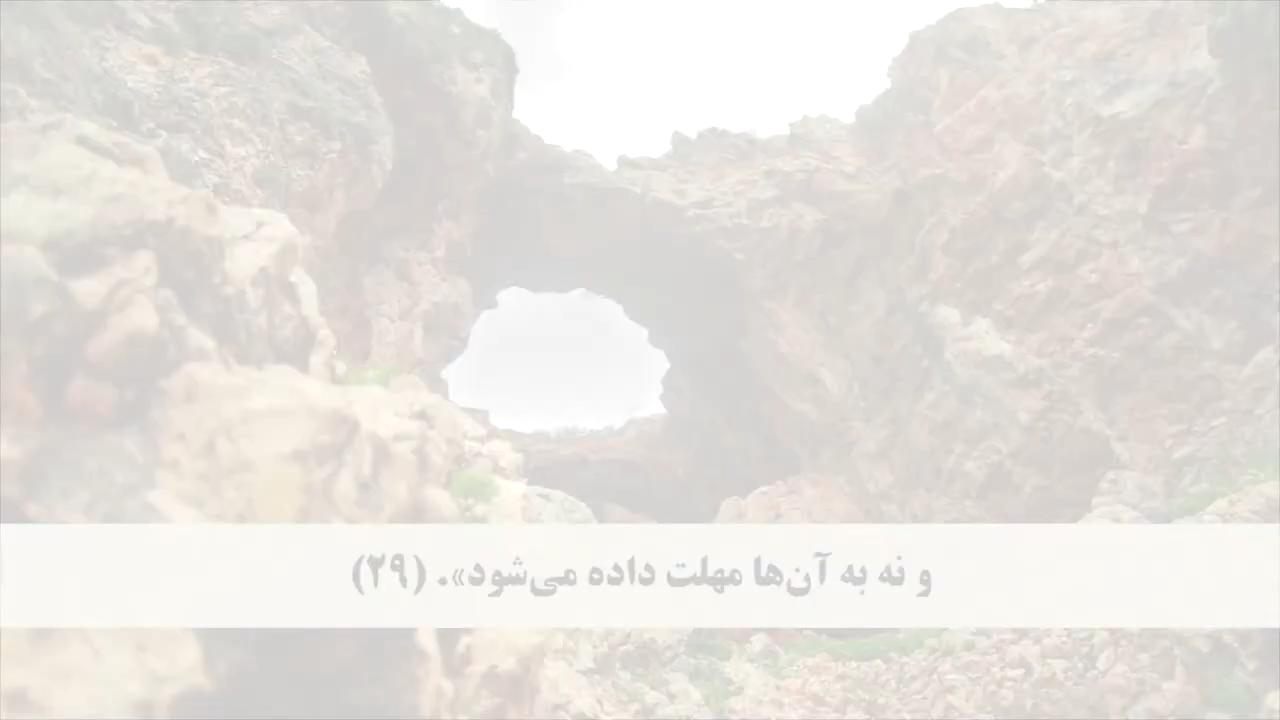 و نه به آن‌ها مهلت داده می‌شود». (۲۹)